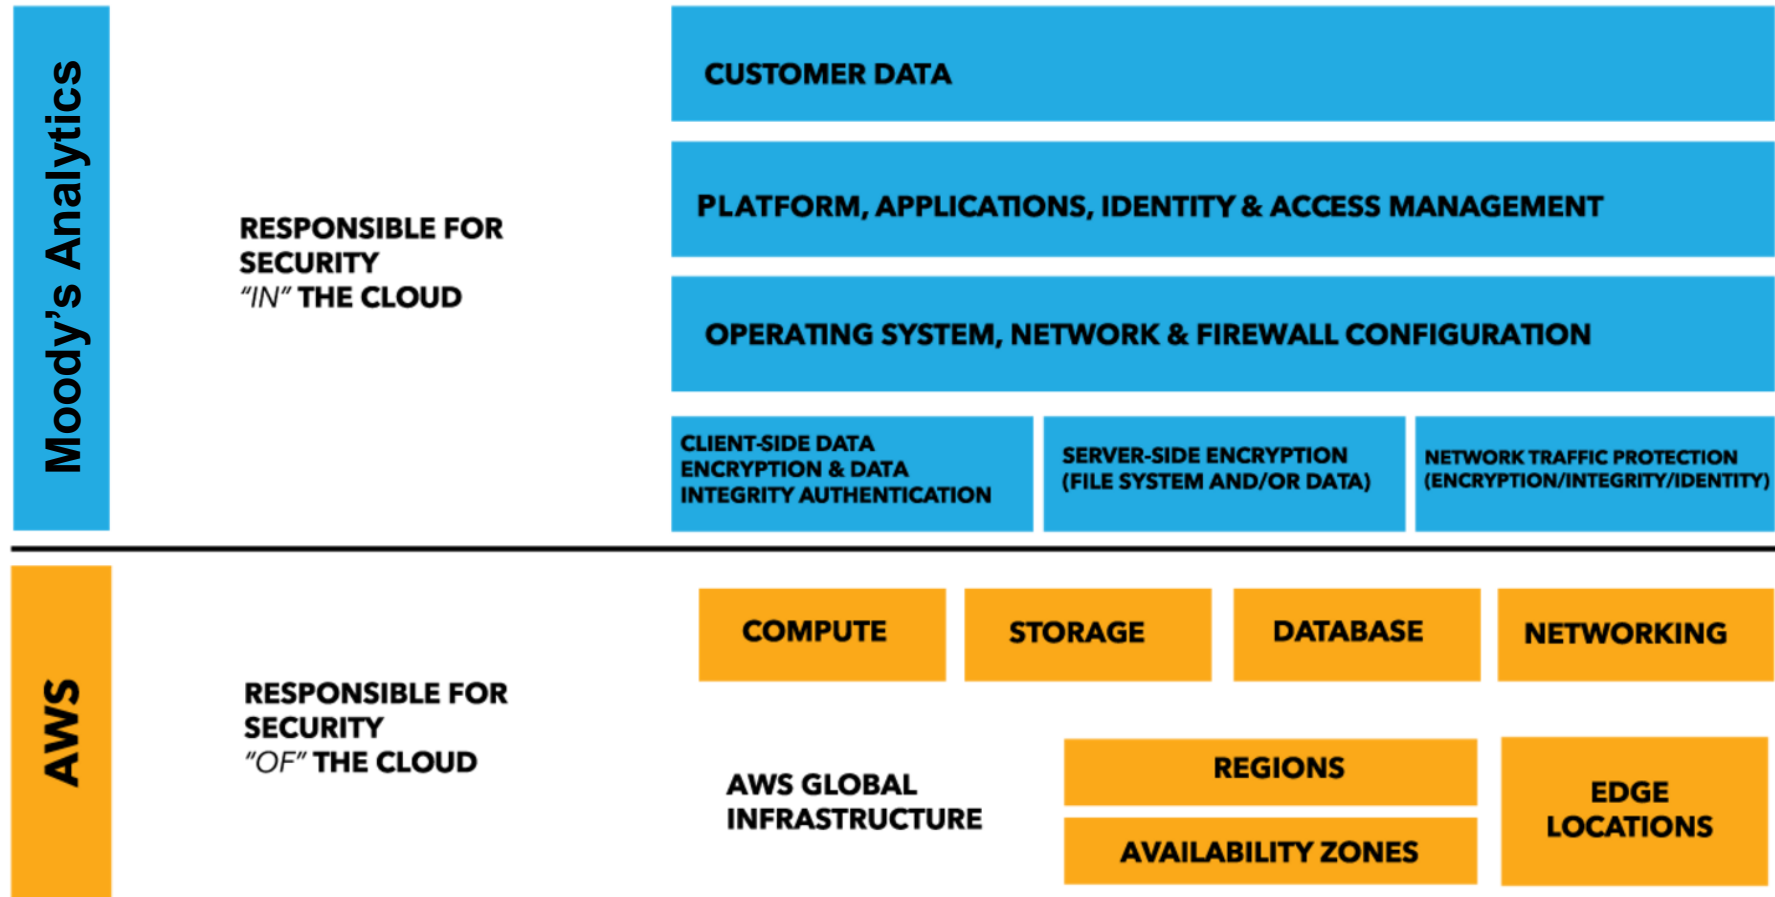 Moody's Analytics
RESPONSIBLE FOR
SECURITY
"IN" THE CLOUD
CUSTOMER DATA
PLATFORM, APPLICATIONS, IDENTITY & ACCESS MANAGEMENT
OPERATING SYSTEM, NETWORK & FIREWALL CONFIGURATION
CLIENT-SIDE DATA
ENCRYPTION & DATA
INTEGRITY AUTHENTICATION
SERVER-SIDE ENCRYPTION
(FILE SYSTEM AND/OR DATA)
NETWORK TRAFFIC PROTECTION
(ENCRYPTION/INTEGRITY/IDENTITY)
AWS
RESPONSIBLE FOR
SECURITY
"OF" THE CLOUD
COMPUTE
STORAGE
DATABASE
NETWORKING
AWS GLOBAL
INFRASTRUCTURE
REGIONS
AVAILABILITY ZONES
EDGE
LOCATIONS